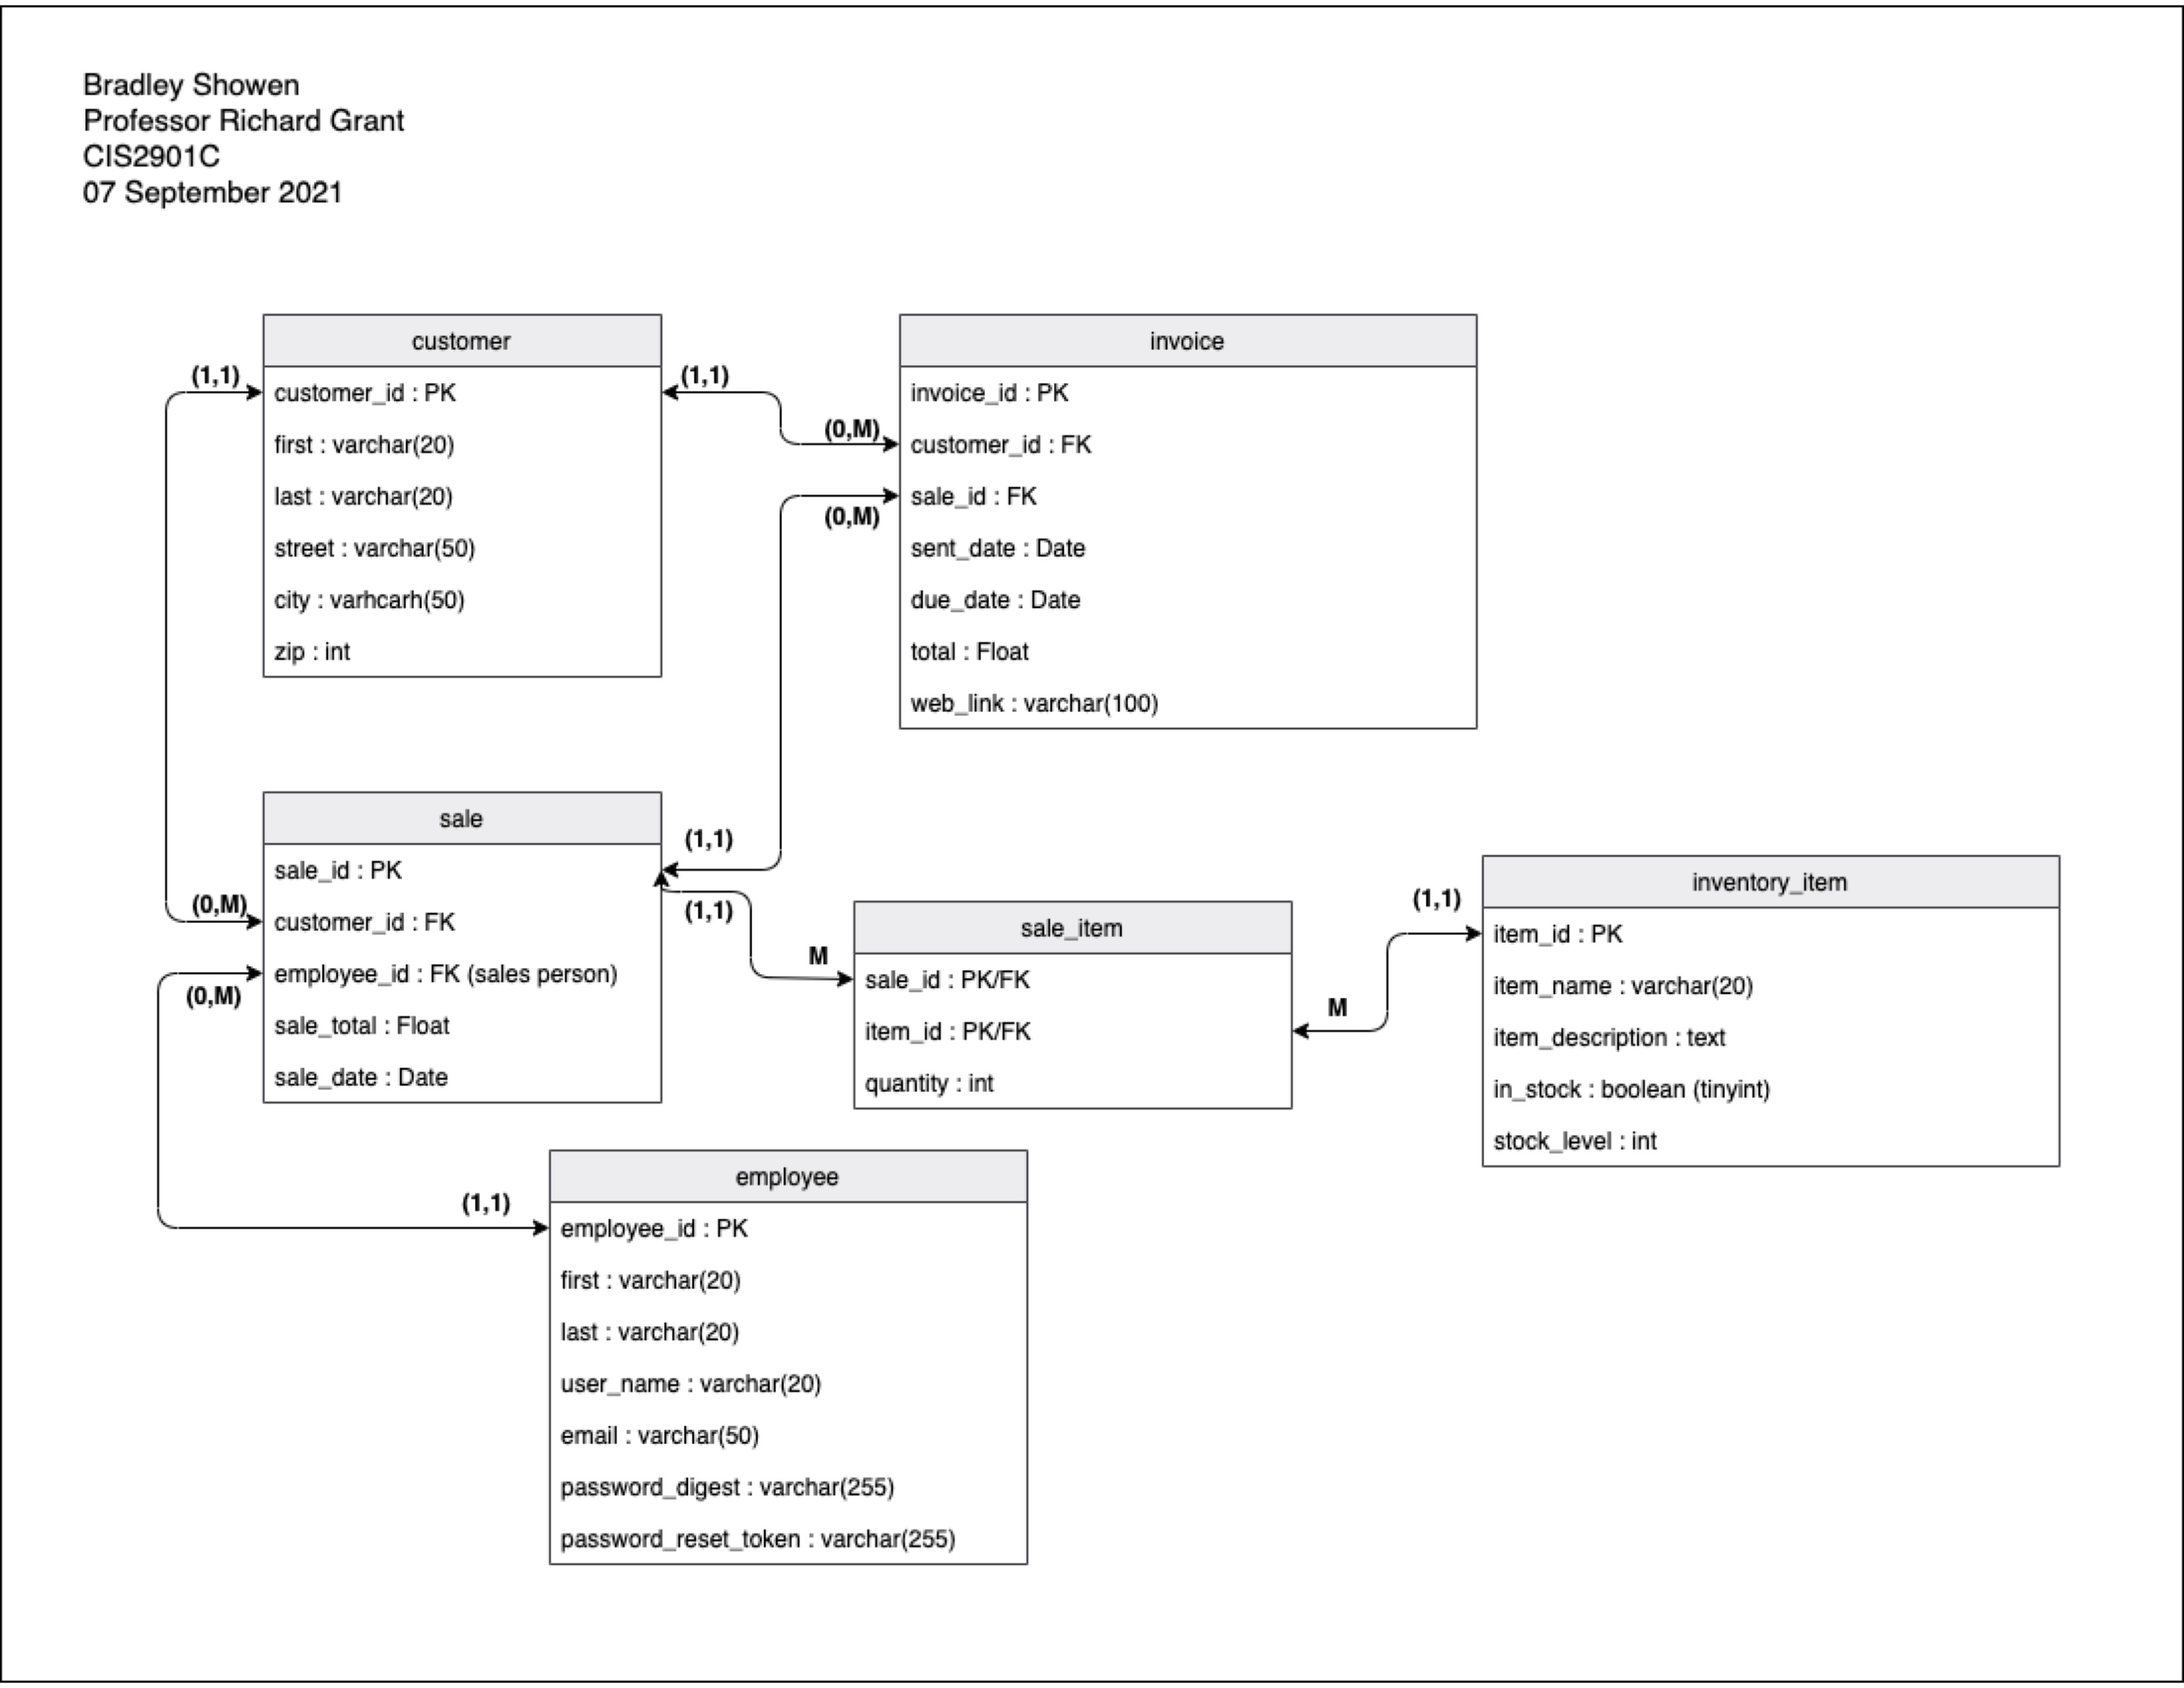 Bradley Showen
Professor Richard Grant
CIS2901C
07 September 2021
customer
customer_id : PK
first : varchar(20)
last : varchar(20)
street : varchar(50)
city : varhcarh(50)
zip : int
(1,1)
(1,1)
(0,M)
(0,M)
invoice
invoice_id : PK
customer_id : FK
sale_id : FK
sent_date : Date
due_date : Date
total : Float
web_link : varchar(100)
sale
sale_id : PK
customer_id : FK
employee_id : FK (sales person)
sale_total : Float
sale_date : Date
(0,M)
(0,M)
(1,1)
(1,1)
M
sale_item
sale_id : PK/FK
item_id : PK/FK
quantity : int
M
(1,1)
inventory_item
item_id : PK
item_name : varchar(20)
item_description : text
in_stock : boolean (tinyint)
stock_level : int
(1,1)
employee
employee_id : PK
first : varchar(20)
last : varchar(20)
user_name : varchar(20)
email : varchar(50)
password_digest : varchar(255)
password_reset_token : varchar(255)